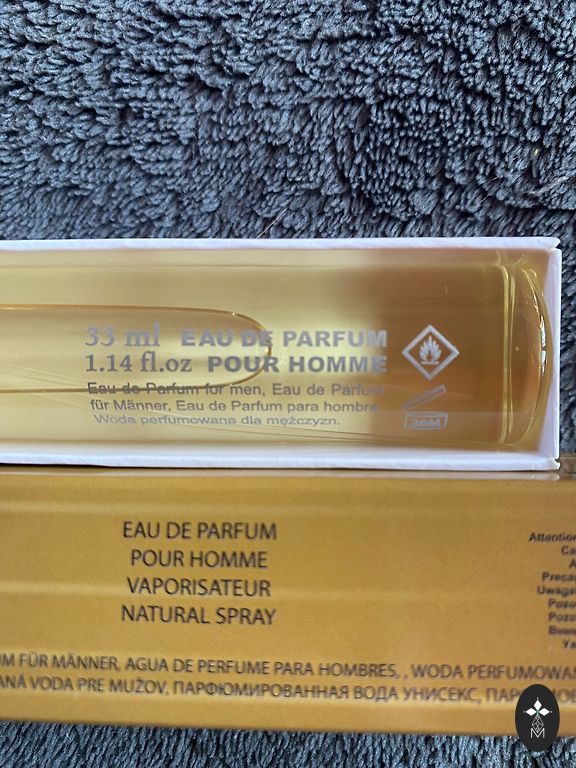 33 ml EAU DE PARFUM
1.14 fl.oz POUR HOMME
Eau de Parfum for men, Eau de Parfum
für Männer, Eau de Parfum para hombre
Woda perfumowana dla mężczyzn.
36M
EAU DE PARFUM
POUR HOMME
VAPORISATEUR
NATURAL SPRAY
Attention
FÜR MÄNNER, AGUA DE PERFUME PARA HOMBRES, , WODA PERFUMOWAN
VODA PRE MUŽOV, ПАРФЮМИРОВАННАЯ ВОДА УНИСЕКС,
M